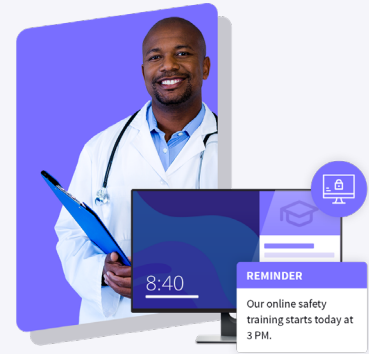 8:40
REMINDER
Our online safety
training starts today at
3 PM.